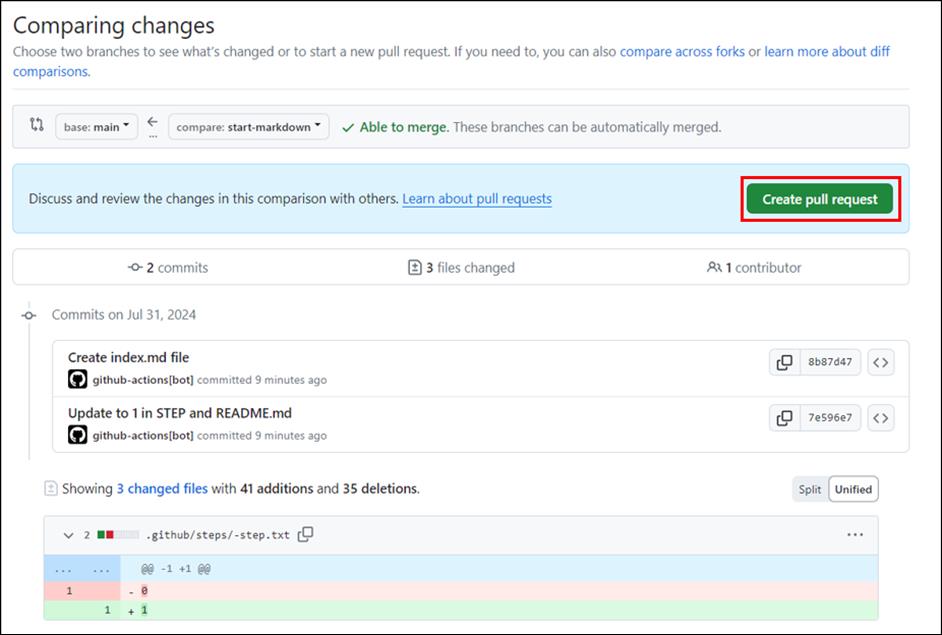 Comparing changes
Choose two branches to see what's changed or to start a new pull request. If you need to, you can also compare across forks or learn more about diff
comparisons.
base: main ← ... compare: start-markdown ✓ Able to merge. These branches can be automatically merged.
Discuss and review the changes in this comparison with others. Learn about pull requests Create pull request
2 commits 3 files changed 1 contributor
Commits on Jul 31, 2024
Create index.md file 8b87d47 <>
github-actions[bot] committed 9 minutes ago
Update to 1 in STEP and README.md 7e596e7 <>
github-actions[bot] committed 9 minutes ago
Showing 3 changed files with 41 additions and 35 deletions. Split Unified
2 .github/steps/-step.txt ...
... ... @@ -1 +1 @@
1 - 0
1 + 1